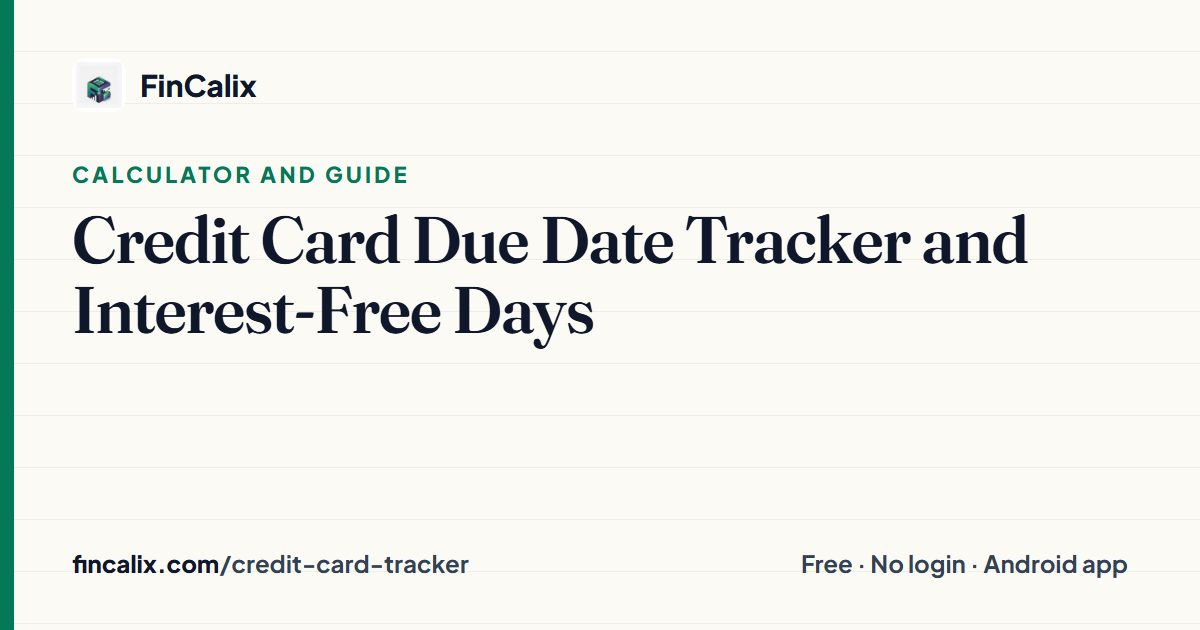 FinCalix
CALCULATOR AND GUIDE
Credit Card Due Date Tracker and
Interest-Free Days
fincalix.com/credit-card-tracker
Free · No login · Android app